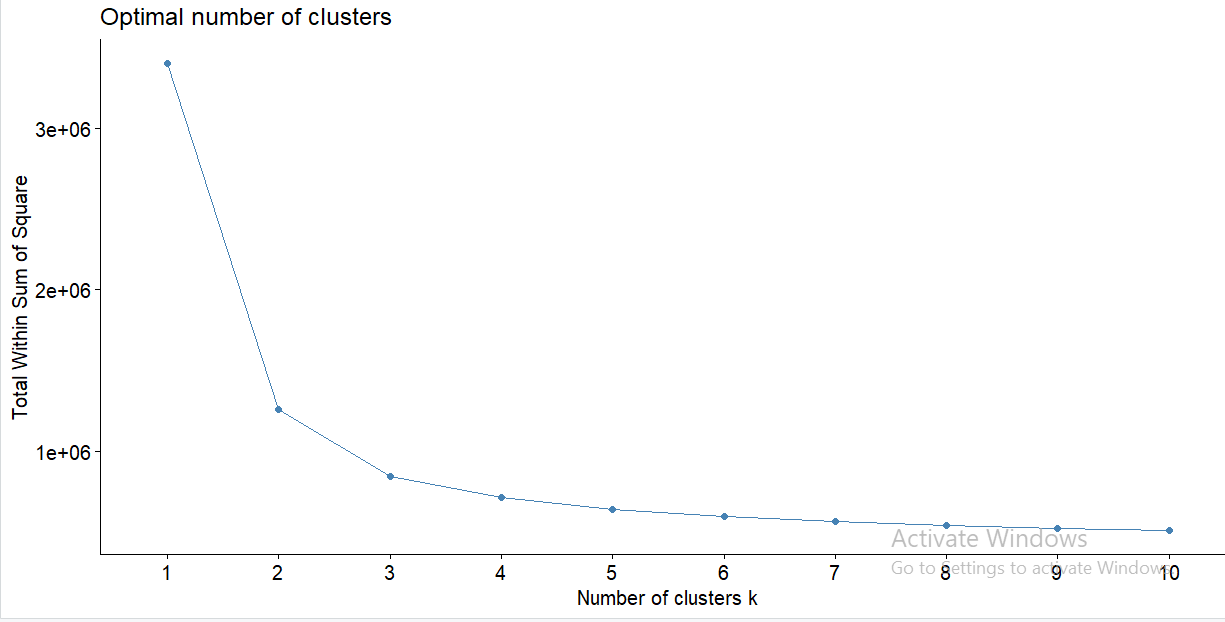 Optimal number of clusters
Total Within Sum of Square
3e+06
2e+06
1e+06
1 2 3 4 5 6 7 8 9 10
Number of clusters k
Activate Windows
Go to Settings to activate Windows.